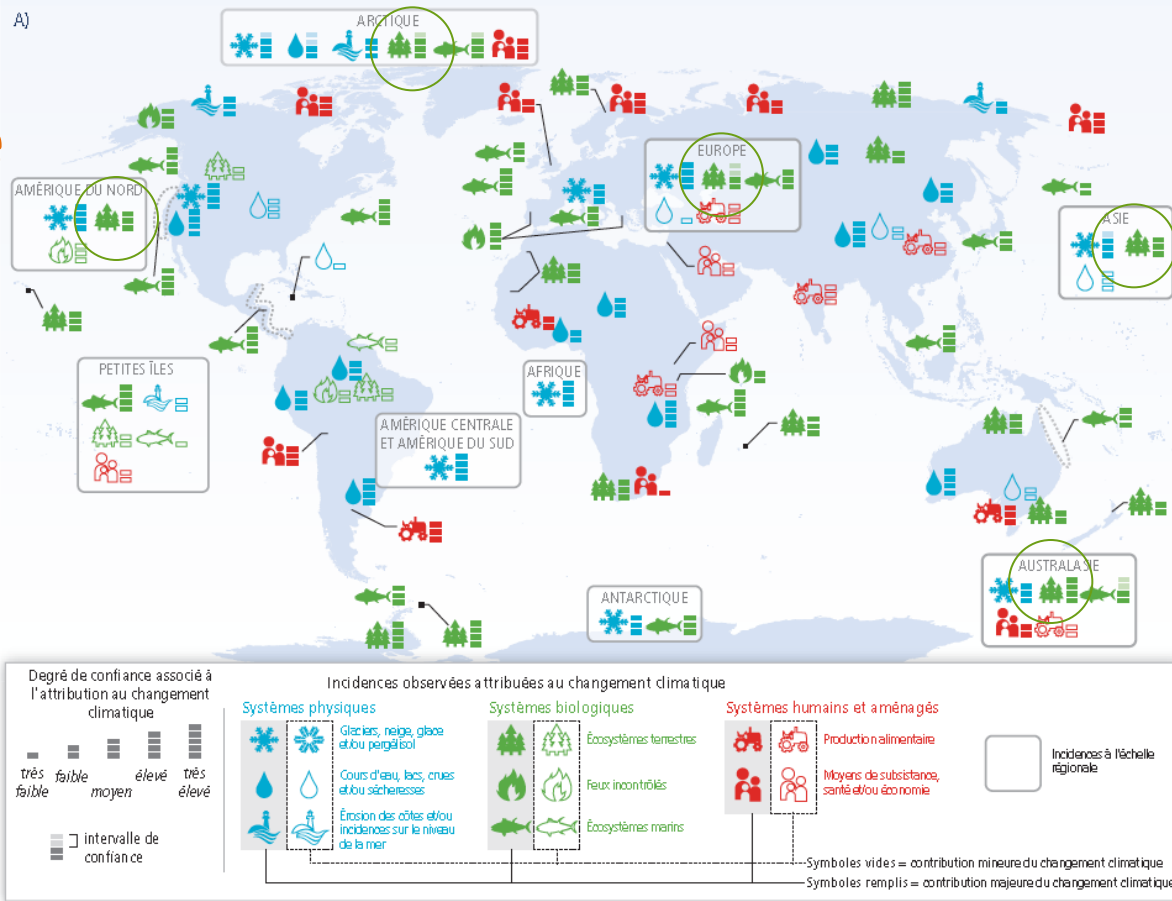 A)
ARCTIQUE
EUROPE
AMÉRIQUE DU NORD
ASIE
PETITES ÎLES
AFRIQUE
AMÉRIQUE CENTRALE
ET AMÉRIQUE DU SUD
ANTARCTIQUE
AUSTRALASIE
Degré de confiance associé à
l'attribution au changement
climatique
très
faible
faible
moyen
élevé
très
élevé
intervalle de
confiance
Incidences observées attribuées au changement climatique
Systèmes physiques
Glaciers, neige, glace
et/ou pergélisol
Cours d'eau, lacs, crues
et/ou sécheresses
Érosion des côtes et/ou
incidences sur le niveau
de la mer
Systèmes biologiques
Écosystèmes terrestres
Feux incontrôlés
Écosystèmes marins
Systèmes humains et aménagés
Production alimentaire
Moyens de subsistance,
santé et/ou économie
Incidences à l'échelle
régionale
Symboles vides = contribution mineure du changement climatique
Symboles remplis = contribution majeure du changement climatique